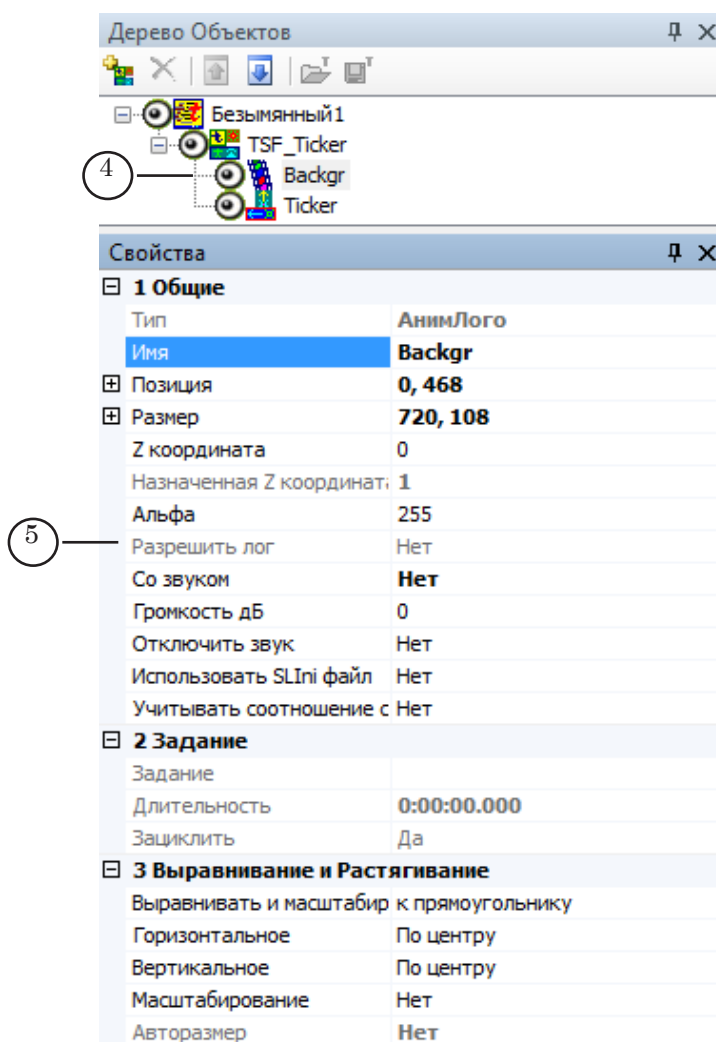 Дерево Объектов
Безымянный1
TSF_Ticker
4
Backgr
Ticker
Свойства
1 Общие
Тип АнимЛого
Имя Backgr
Позиция 0, 468
Размер 720, 108
Z координата 0
Назначенная Z координата 1
Альфа 255
5
Разрешить лог Нет
Со звуком Нет
Громкость дБ 0
Отключить звук Нет
Использовать SLIni файл Нет
Учитывать соотношение с Нет
2 Задание
Задание
Длительность 0:00:00.000
Зациклить Да
3 Выравнивание и Растягивание
Выравнивать и масштабир к прямоугольнику
Горизонтальное По центру
Вертикальное По центру
Масштабирование Нет
Авторазмер Нет